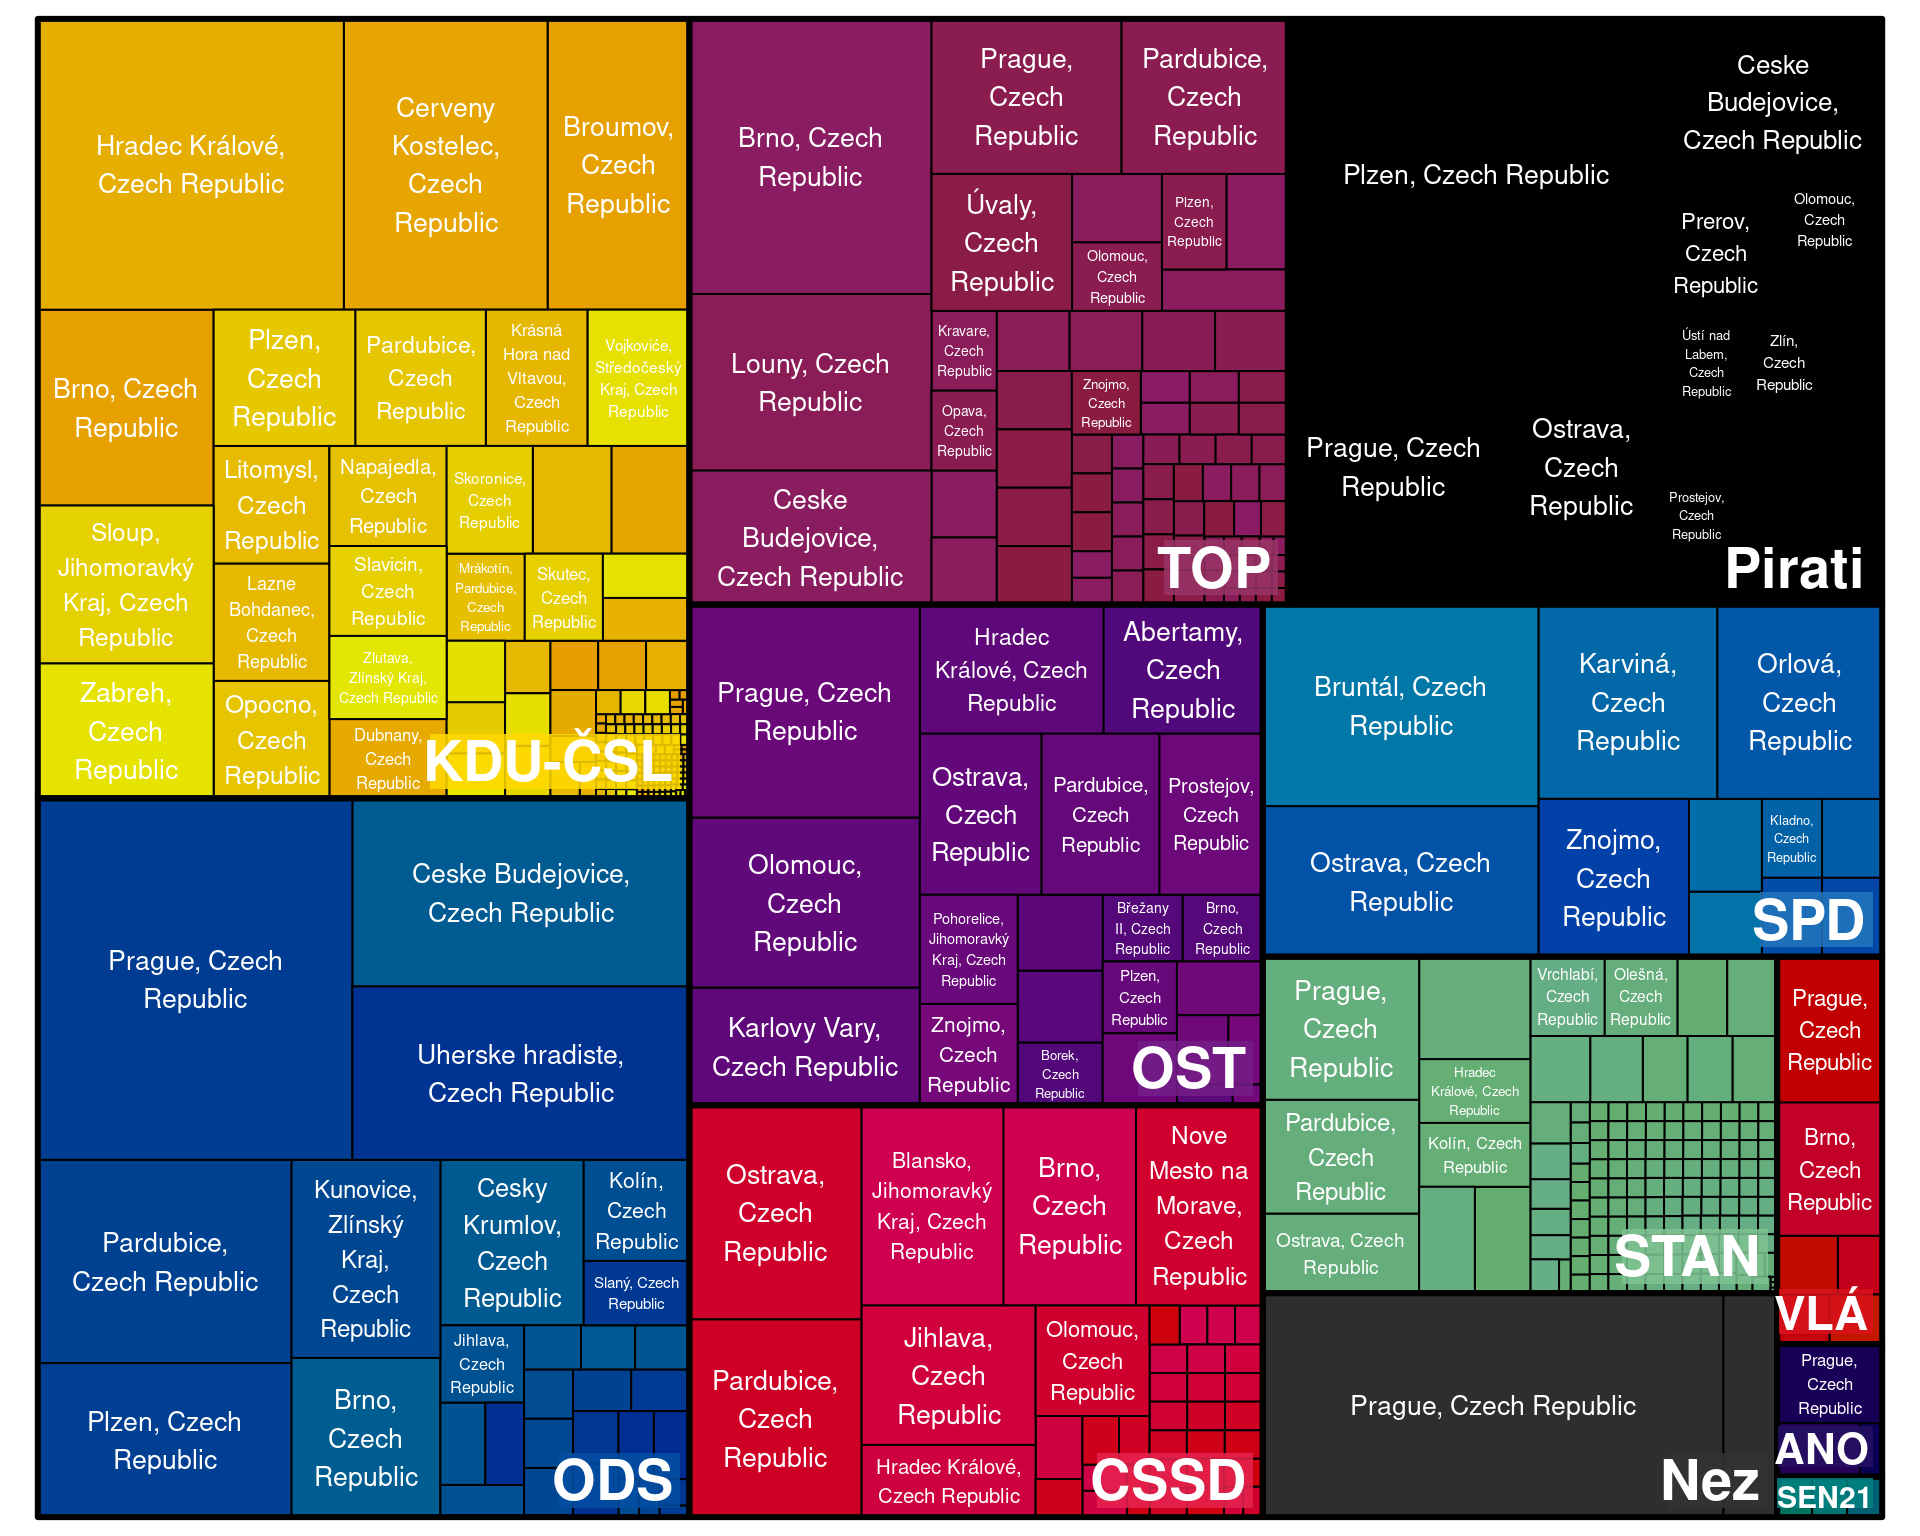 Hradec Králové,
Czech Republic
Cerveny
Kostelec,
Czech
Republic
Broumov,
Czech
Republic
Brno, Czech
Republic
Plzen,
Czech
Republic
Pardubice,
Czech
Republic
Krásná
Hora nad
Vltavou,
Czech
Republic
Vojkoviće,
Středočeský
Kraj, Czech
Republic
Sloup,
Jihomoravký
Kraj, Czech
Republic
Zabreh,
Czech
Republic
Litomysl,
Czech
Republic
Lazne
Bohdanec,
Czech
Republic
Opocno,
Czech
Republic
Napajedla,
Czech
Republic
Slavicin,
Czech
Republic
Zlutava,
Zlínský Kraj,
Czech Republic
Dubnany,
Czech
Republic
Skoronice,
Czech
Republic
Mrákotín,
Pardubice,
Czech
Republic
Skutec,
Czech
Republic
KDU-ČSL
Prague, Czech
Republic
Ceske Budejovice,
Czech Republic
Uherske hradiste,
Czech Republic
Pardubice,
Czech Republic
Plzen, Czech
Republic
Kunovice,
Zlínský
Kraj,
Czech
Republic
Brno,
Czech
Republic
Cesky
Krumlov,
Czech
Republic
Kolín,
Czech
Republic
Slaný, Czech
Republic
Jihlava,
Czech
Republic
ODS
Brno, Czech
Republic
Louny, Czech
Republic
Ceske
Budejovice,
Czech Republic
Prague,
Czech
Republic
Pardubice,
Czech
Republic
Úvaly,
Czech
Republic
Plzen,
Czech
Republic
Olomouc,
Czech
Republic
Kravare,
Czech
Republic
Opava,
Czech
Republic
Znojmo,
Czech
Republic
TOP
Plzen, Czech Republic
Ceske
Budejovice,
Czech Republic
Prerov,
Czech
Republic
Olomouc,
Czech
Republic
Ústí nad
Labem,
Czech
Republic
Zlín,
Czech
Republic
Prague, Czech
Republic
Ostrava,
Czech
Republic
Prostejov,
Czech
Republic
Pirati
Prague, Czech
Republic
Olomouc,
Czech
Republic
Karlovy Vary,
Czech Republic
Hradec
Králové, Czech
Republic
Abertamy,
Czech
Republic
Ostrava,
Czech
Republic
Pardubice,
Czech
Republic
Prostejov,
Czech
Republic
Pohorelice,
Jihomoravký
Kraj, Czech
Republic
Znojmo,
Czech
Republic
Břežany
II, Czech
Republic
Brno,
Czech
Republic
Plzen,
Czech
Republic
Borek,
Czech
Republic
OST
Bruntál, Czech
Republic
Karviná,
Czech
Republic
Orlová,
Czech
Republic
Ostrava, Czech
Republic
Znojmo,
Czech
Republic
Kladno,
Czech
Republic
SPD
Ostrava,
Czech
Republic
Pardubice,
Czech
Republic
Blansko,
Jihomoravký
Kraj, Czech
Republic
Brno,
Czech
Republic
Nove
Mesto na
Morave,
Czech
Republic
Jihlava,
Czech
Republic
Hradec Králové,
Czech Republic
Olomouc,
Czech
Republic
CSSD
Prague,
Czech
Republic
Pardubice,
Czech
Republic
Ostrava, Czech
Republic
Hradec
Králové, Czech
Republic
Kolín, Czech
Republic
Vrchlabí,
Czech
Republic
Olešná,
Czech
Republic
STAN
Prague,
Czech
Republic
Brno,
Czech
Republic
VLÁ
Prague, Czech Republic
Nez
Prague,
Czech
Republic
ANO
SEN21